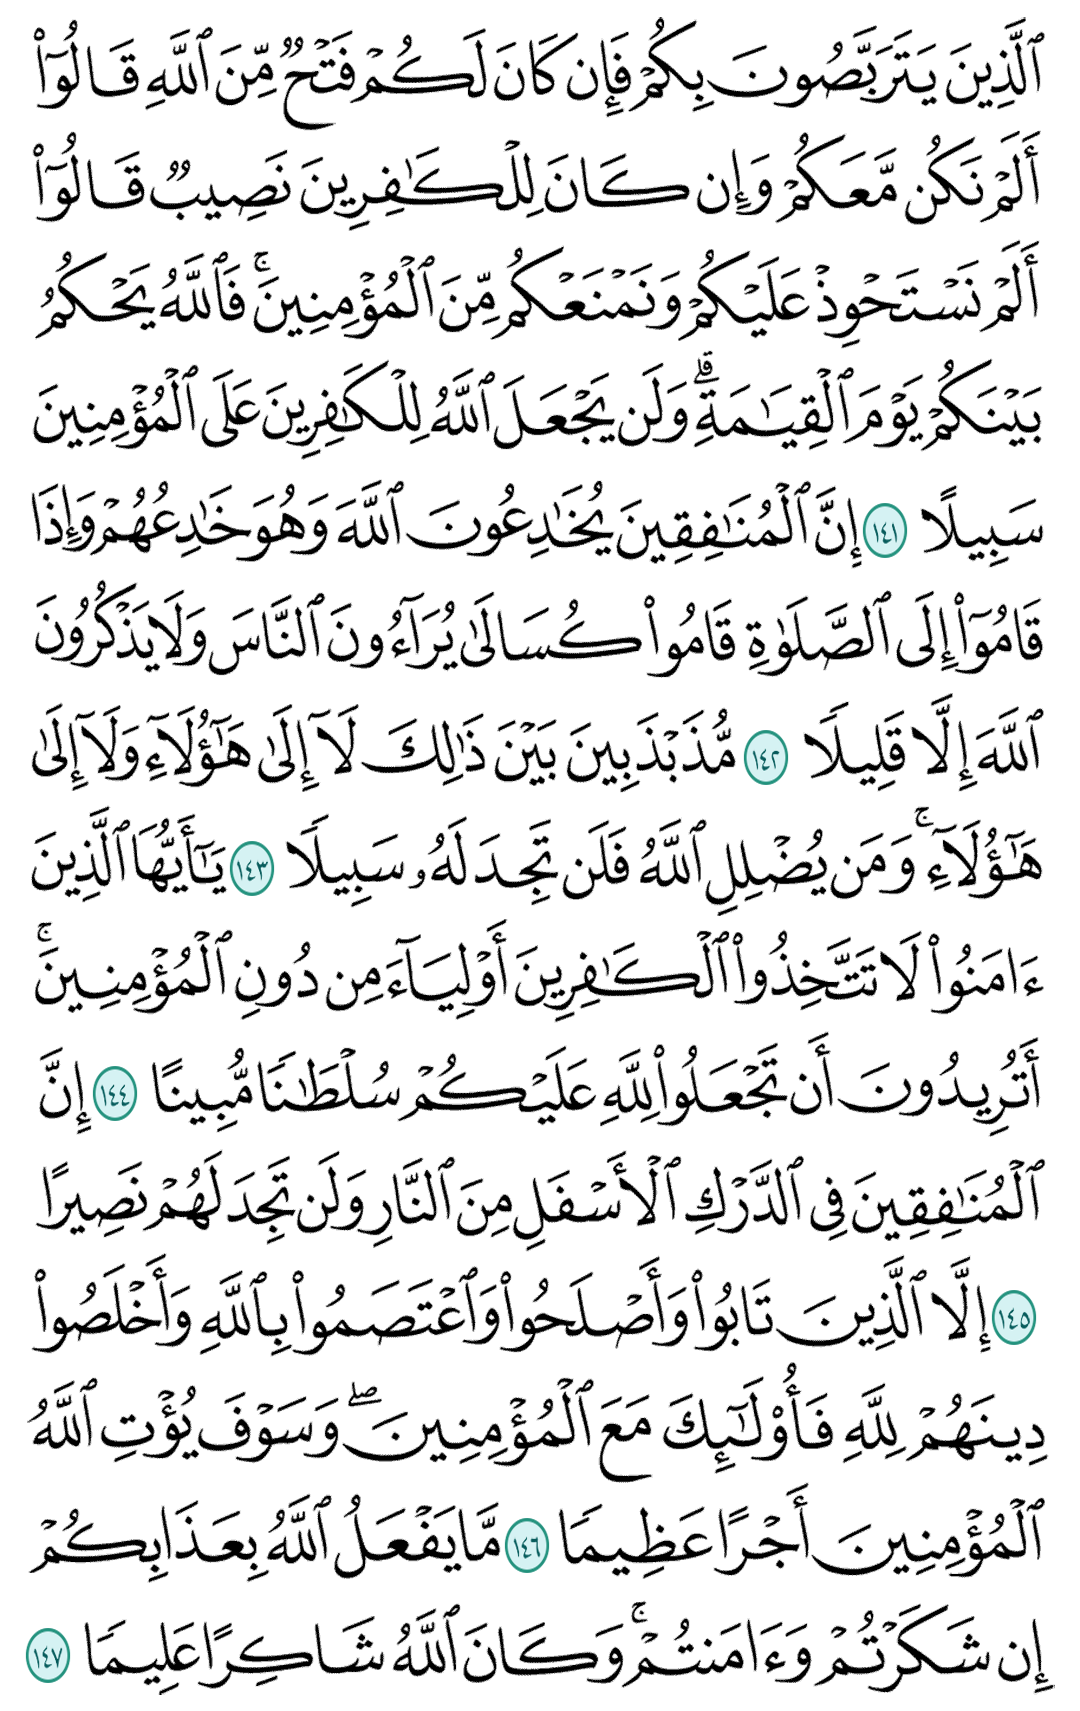 ٱلَّذِينَ يَتَرَبَّصُونَ بِكُمْ فَإِن كَانَ لَكُمْ فَتْحٌ مِّنَ ٱللَّهِ قَالُوٓا۟
أَلَمْ نَكُن مَّعَكُمْ وَإِن كَانَ لِلْكَـٰفِرِينَ نَصِيبٌ قَالُوٓا۟
أَلَمْ نَسْتَحْوِذْ عَلَيْكُمْ وَنَمْنَعْكُم مِّنَ ٱلْمُؤْمِنِينَ ۚ فَٱللَّهُ يَحْكُمُ
بَيْنَكُمْ يَوْمَ ٱلْقِيَـٰمَةِ ۗ وَلَن يَجْعَلَ ٱللَّهُ لِلْكَـٰفِرِينَ عَلَى ٱلْمُؤْمِنِينَ
سَبِيلًا ١٤١ إِنَّ ٱلْمُنَـٰفِقِينَ يُخَـٰدِعُونَ ٱللَّهَ وَهُوَ خَـٰدِعُهُمْ وَإِذَا
قَامُوٓا۟ إِلَى ٱلصَّلَوٰةِ قَامُوا۟ كُسَالَىٰ يُرَآءُونَ ٱلنَّاسَ وَلَا يَذْكُرُونَ
ٱللَّهَ إِلَّا قَلِيلًا ١٤٢ مُّذَبْذَبِينَ بَيْنَ ذَٰلِكَ لَآ إِلَىٰ هَـٰٓؤُلَآءِ وَلَآ إِلَىٰ
هَـٰٓؤُلَآءِ ۚ وَمَن يُضْلِلِ ٱللَّهُ فَلَن تَجِدَ لَهُۥ سَبِيلًا ١٤٣ يَـٰٓأَيُّهَا ٱلَّذِينَ
ءَامَنُوا۟ لَا تَتَّخِذُوا۟ ٱلْكَـٰفِرِينَ أَوْلِيَآءَ مِن دُونِ ٱلْمُؤْمِنِينَ ۚ
أَتُرِيدُونَ أَن تَجْعَلُوا۟ لِلَّهِ عَلَيْكُمْ سُلْطَـٰنًا مُّبِينًا ١٤٤ إِنَّ
ٱلْمُنَـٰفِقِينَ فِى ٱلدَّرْكِ ٱلْأَسْفَلِ مِنَ ٱلنَّارِ وَلَن تَجِدَ لَهُمْ نَصِيرًا
١٤٥ إِلَّا ٱلَّذِينَ تَابُوا۟ وَأَصْلَحُوا۟ وَٱعْتَصَمُوا۟ بِٱللَّهِ وَأَخْلَصُوا۟
دِينَهُمْ لِلَّهِ فَأُو۟لَـٰٓئِكَ مَعَ ٱلْمُؤْمِنِينَ ۖ وَسَوْفَ يُؤْتِ ٱللَّهُ
ٱلْمُؤْمِنِينَ أَجْرًا عَظِيمًا ١٤٦ مَّا يَفْعَلُ ٱللَّهُ بِعَذَابِكُمْ
إِن شَكَرْتُمْ وَءَامَنتُمْ ۚ وَكَانَ ٱللَّهُ شَاكِرًا عَلِيمًا ١٤٧